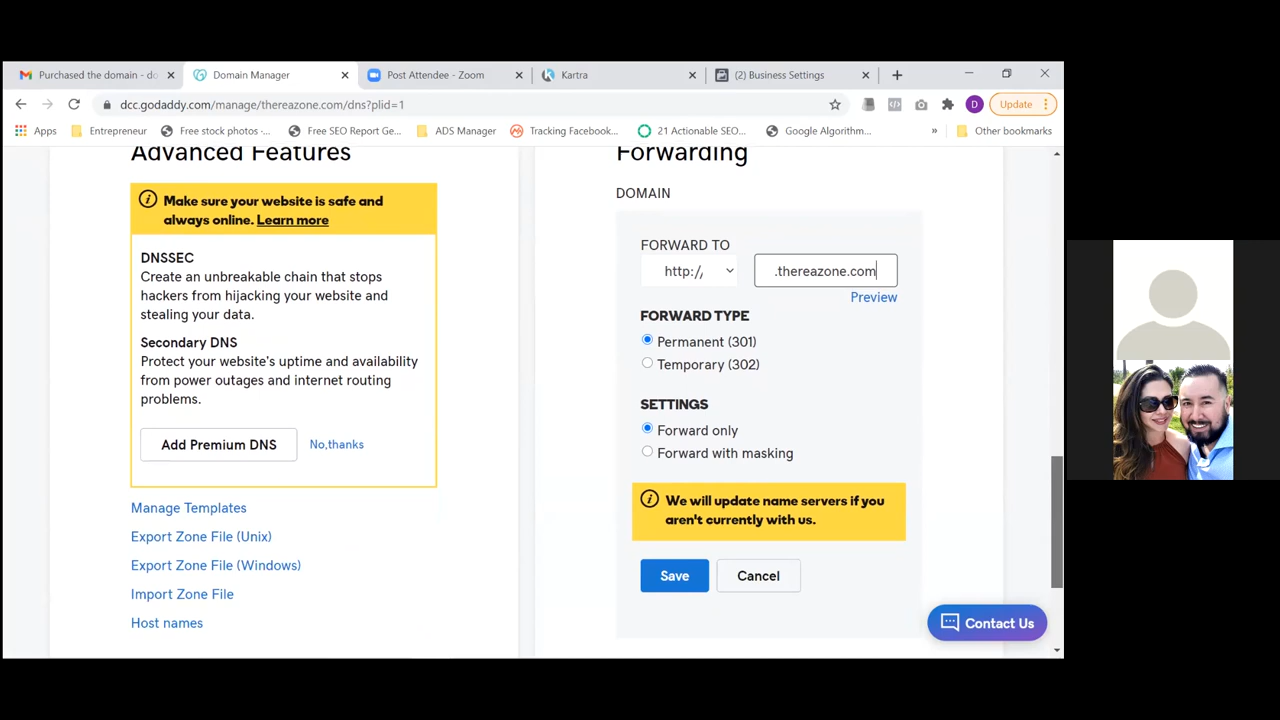 Purchased the domain - do
Domain Manager
Post Attendee - Zoom
Kartra
(2) Business Settings
dcc.godaddy.com/manage/thereazone.com/dns?plid=1
D
Update
Apps
Entrepreneur
Free stock photos -...
Free SEO Report Ge...
ADS Manager
Tracking Facebook...
21 Actionable SEO...
Google Algorithm...
»
Other bookmarks
Advanced Features
Make sure your website is safe and
always online. Learn more
DNSSEC
Create an unbreakable chain that stops
hackers from hijacking your website and
stealing your data.
Secondary DNS
Protect your website's uptime and availability
from power outages and internet routing
problems.
Add Premium DNS
No,thanks
Manage Templates
Export Zone File (Unix)
Export Zone File (Windows)
Import Zone File
Host names
Forwarding
DOMAIN
FORWARD TO
http://
.thereazone.com
Preview
FORWARD TYPE
Permanent (301)
Temporary (302)
SETTINGS
Forward only
Forward with masking
We will update name servers if you
aren't currently with us.
Save
Cancel
Contact Us